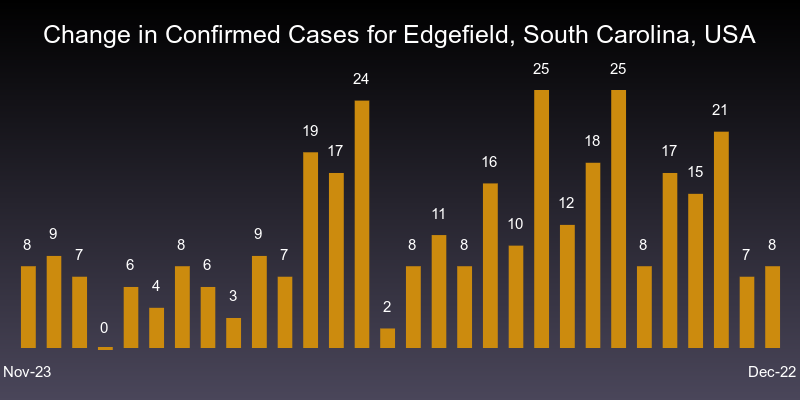 Change in Confirmed Cases for Edgefield, South Carolina, USA
8 9 7 0 6 4 8 6 3 9 7 19 17 24 2 8 11 8 16 10 25 12 18 25 8 17 15 21 7 8
Nov-23 Dec-22